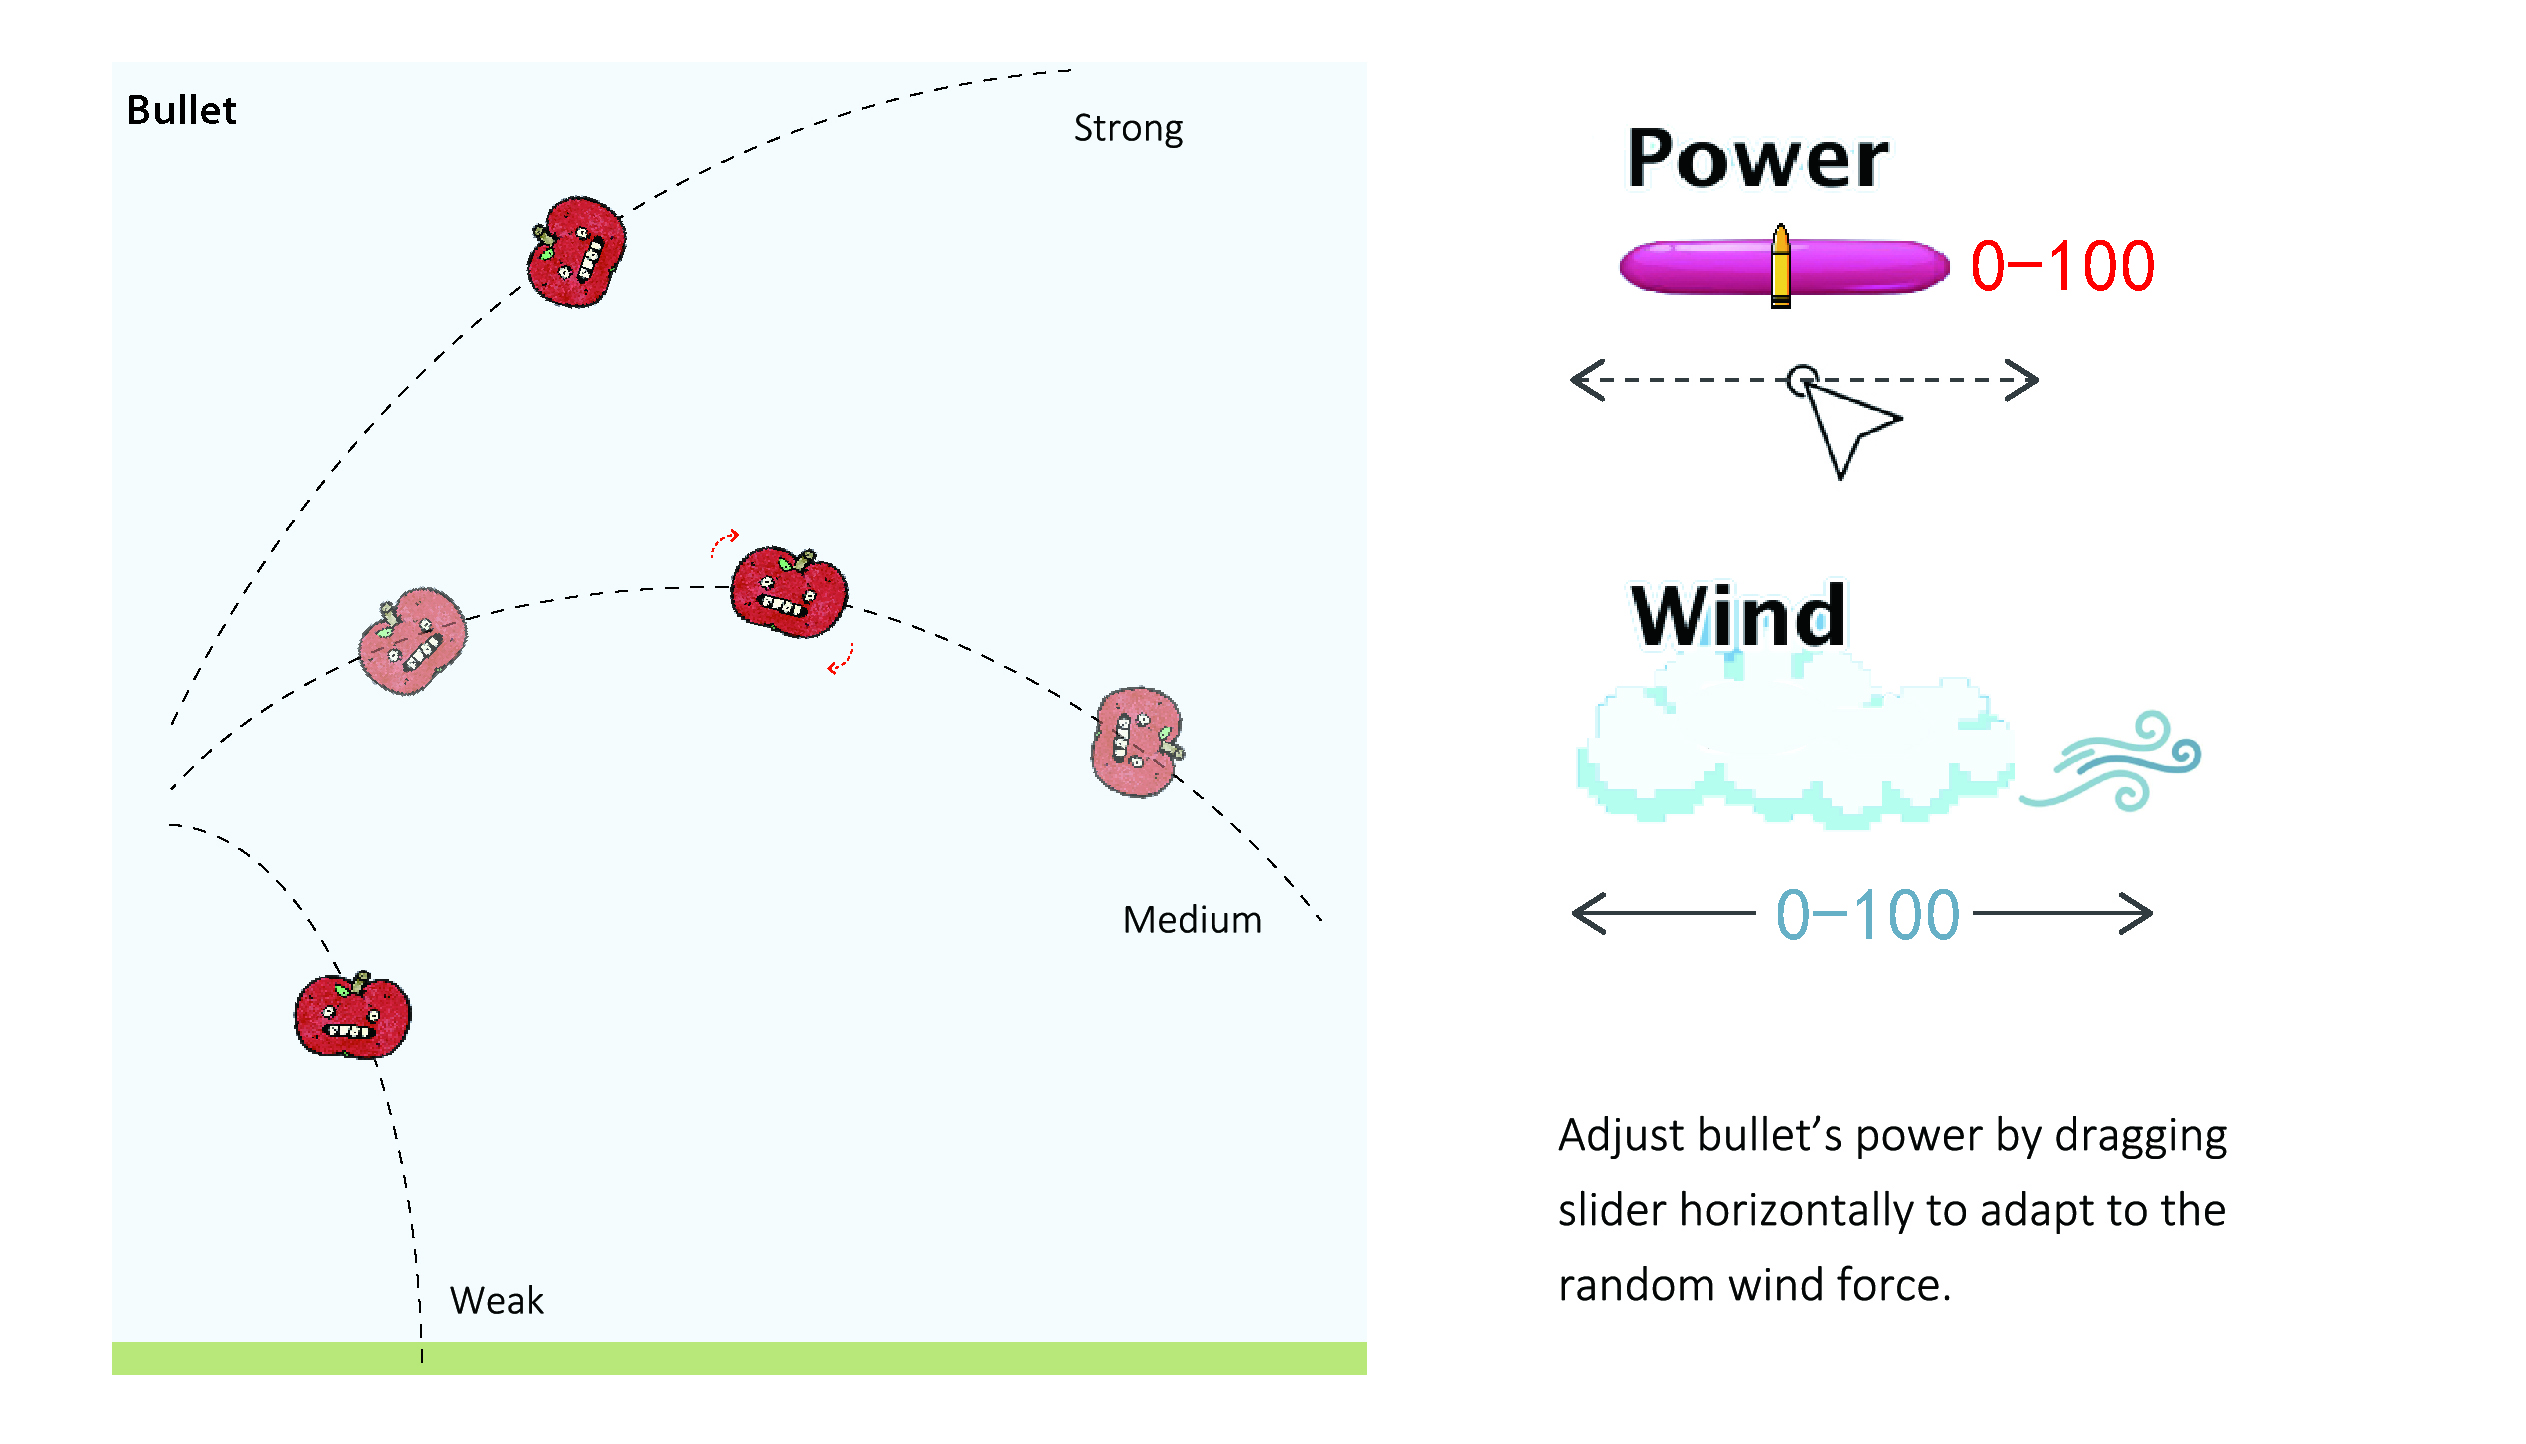 Bullet
Strong
Medium
Weak
Power
0-100
Wind
0-100
Adjust bullet’s power by dragging
slider horizontally to adapt to the
random wind force.